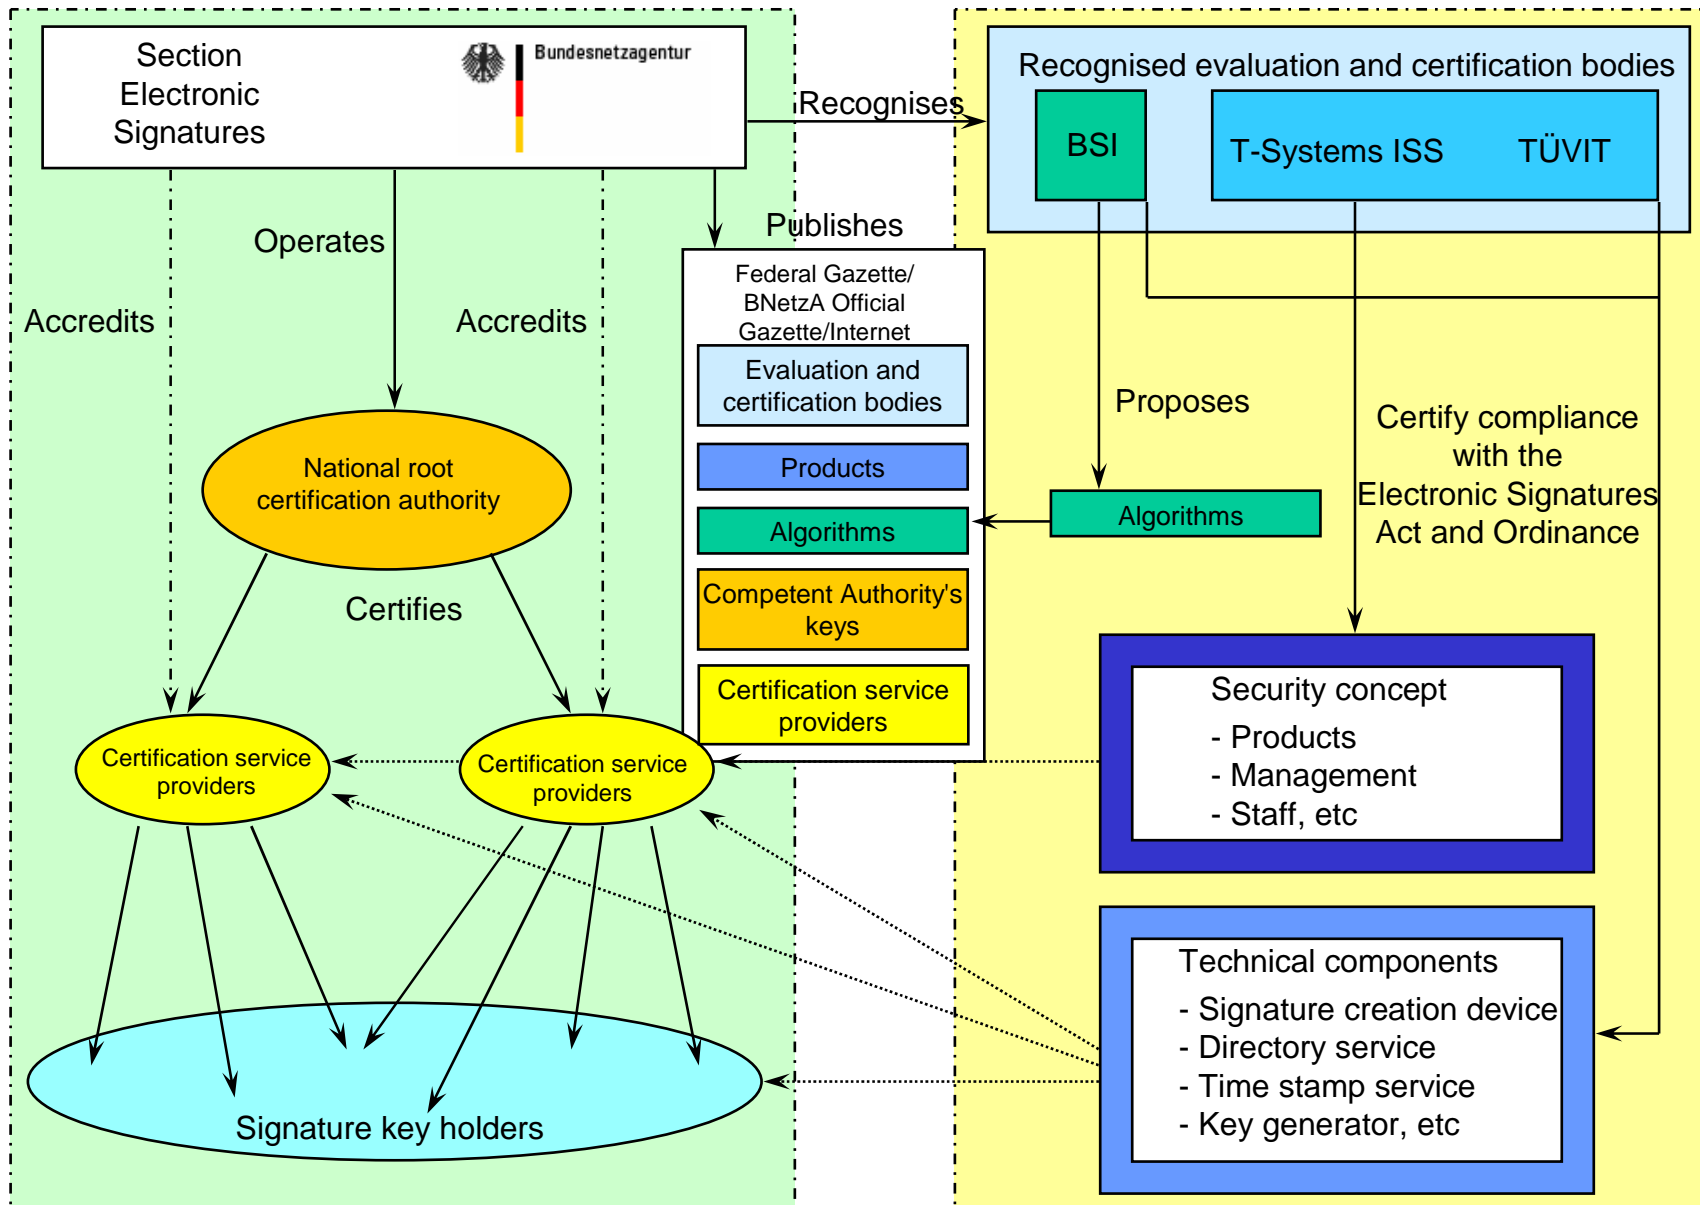 Section
Electronic
Signatures
Bundesnetzagentur
Recognises
Recognised evaluation and certification bodies
BSI
T-Systems ISS
TÜVIT
Operates
Accredits
Accredits
Publishes
Federal Gazette/
BNetzA Official
Gazette/Internet
Evaluation and
certification bodies
Products
Algorithms
Competent Authority's
keys
Certification service
providers
Proposes
Algorithms
Certify compliance
with the
Electronic Signatures
Act and Ordinance
National root
certification authority
Certifies
Certification service
providers
Certification service
providers
Signature key holders
Security concept
- Products
- Management
- Staff, etc
Technical components
- Signature creation device
- Directory service
- Time stamp service
- Key generator, etc